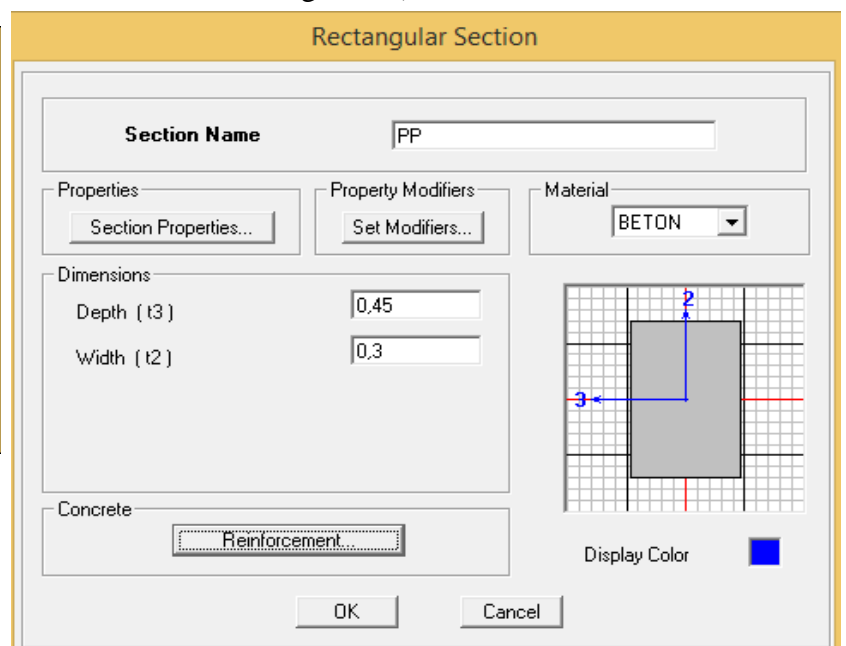 Rectangular Section
Section Name PP
Properties Property Modifiers Material
Section Properties... Set Modifiers... BETON
Dimensions
Depth ( t3 ) 0,45
Width ( t2 ) 0,3
2
3
Concrete
Reinforcement...
Display Color
OK Cancel